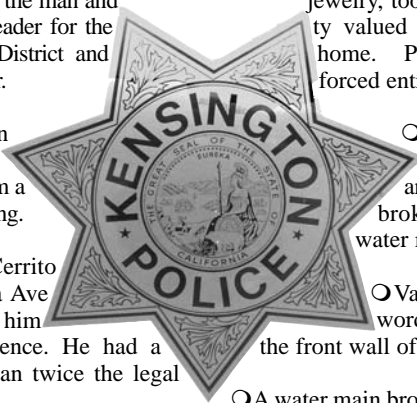 the man and
eader for the
District and
r.
n
m a
ng.
Cerrito
a Ave
him
ence. He had a
an twice the legal
KENSINGTON
POLICE
THE GREAT SEAL OF THE STATE OF
EUREKA
CALIFORNIA
jewelry, too
ty valued
home. P
forced enti
an
brok
water m
Va
word
the front wall of
A water main bro